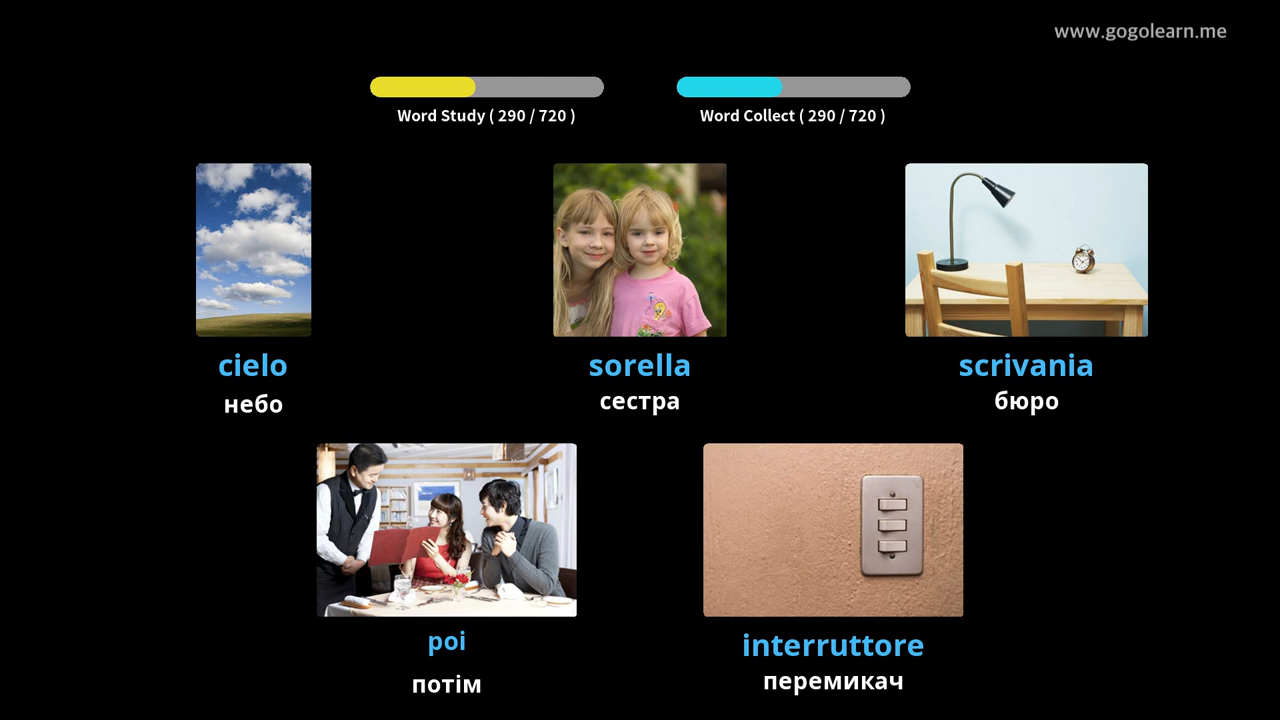 www.gogolearn.me
Word Study ( 290 / 720 )
Word Collect ( 290 / 720 )
cielo
небо
sorella
сестра
scrivania
бюро
poi
потім
interruttore
перемикач